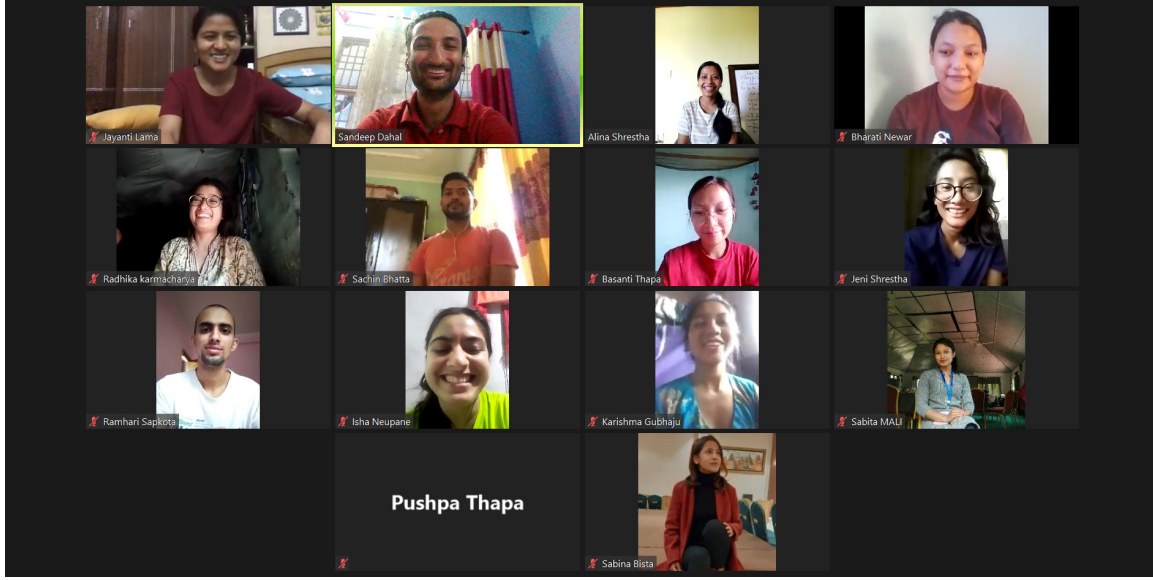 Jayanti Lama
Sandeep Dahal
Alina Shrestha
Bharati Newar
Radhika karmacharya
Sachin Bhatta
Basanti Thapa
Jeni Shrestha
Ramhari Sapkota
Isha Neupane
Karishma Gubhaju
Sabita MALI
Pushpa Thapa
Sabina Bista